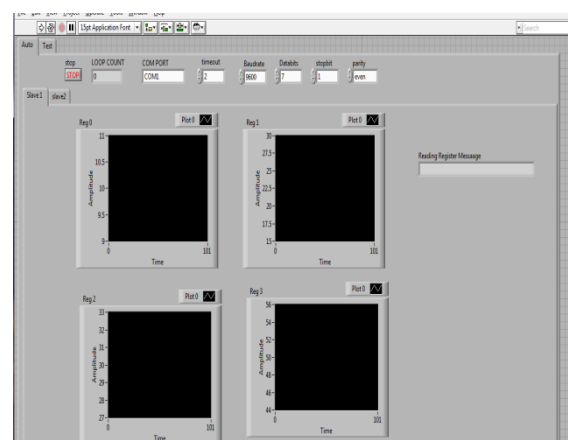 15pt Application Font
Search
Auto Test
stop LOOP COUNT COM PORT timeout Baudrate Databits stopbit parity
STOP 0 COM1 2 9600 7 1 even
Slave1 slave2
Reg 0 Plot 0
11
10.5
10
9.5
9
Amplitude
0 101
Time
Reg 1 Plot 0
30
27.5
25
22.5
20
17.5
15
Amplitude
0 101
Time
Reading Register Messuage
Reg 2 Plot 0
33
32
31
30
29
28
27
Amplitude
0 101
Time
Reg 3 Plot 0
56
54
52
50
48
46
44
Amplitude
0 101
Time